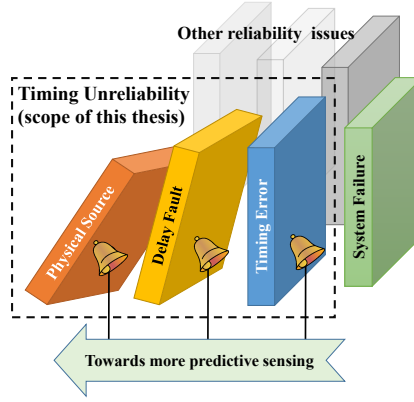 Other reliability issues
Timing Unreliability
(scope of this thesis)
Physical Source
Delay Fault
Timing Error
System Failure
Towards more predictive sensing